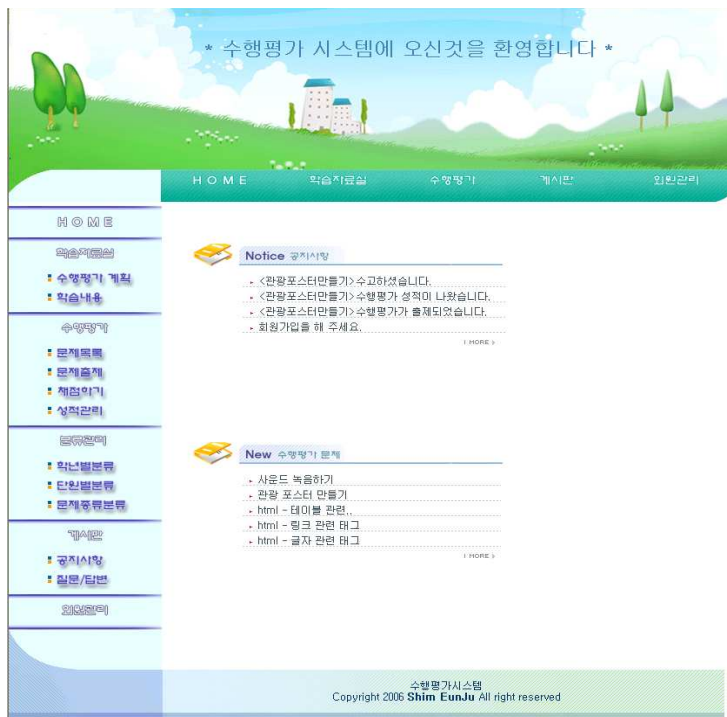 * 수행평가 시스템에 오신것을 환영합니다 *
HOME 학습자료실 수행평가 게시판 회원관리
HOME
학습자료실
수행평가 계획
학습내용
수행평가
문제목록
문제출제
채점하기
성적관리
분류관리
학년별분류
단원별분류
문제종류분류
게시판
공지사항
질문/답변
회원관리
Notice 공지사항
<관광포스터만들기>수고하셨습니다.
<관광포스터만들기>수행평가 성적이 나왔습니다.
<관광포스터만들기>수행평가가 출제되었습니다.
회원가입을 해 주세요.
( MORE >
New 수행평가 문제
사운드 녹음하기
관광 포스터 만들기
html - 테이블 관련..
html - 링크 관련 태그
html - 글자 관련 태그
( MORE >
수행평가시스템
Copyright 2006 Shim EunJu All right reserved